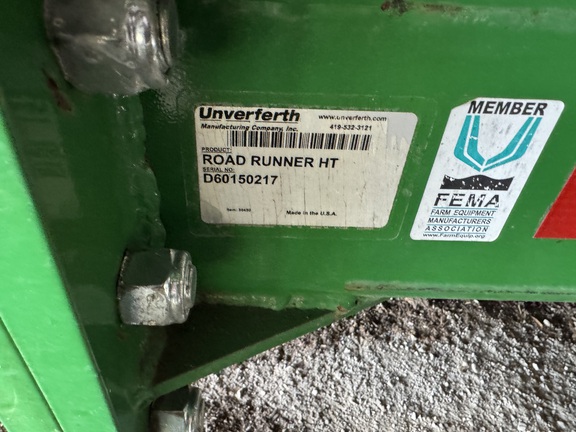 Unverferth
www.unverferth.com
Manufacturing Company, Inc.
419-532-3121
PRODUCT:
ROAD RUNNER HT
SERIAL NO:
D60150217
Made in the U.S.A.
MEMBER
FEMA
FARM EQUIPMENT
MANUFACTURERS
ASSOCIATION
www.FarmEquip.org